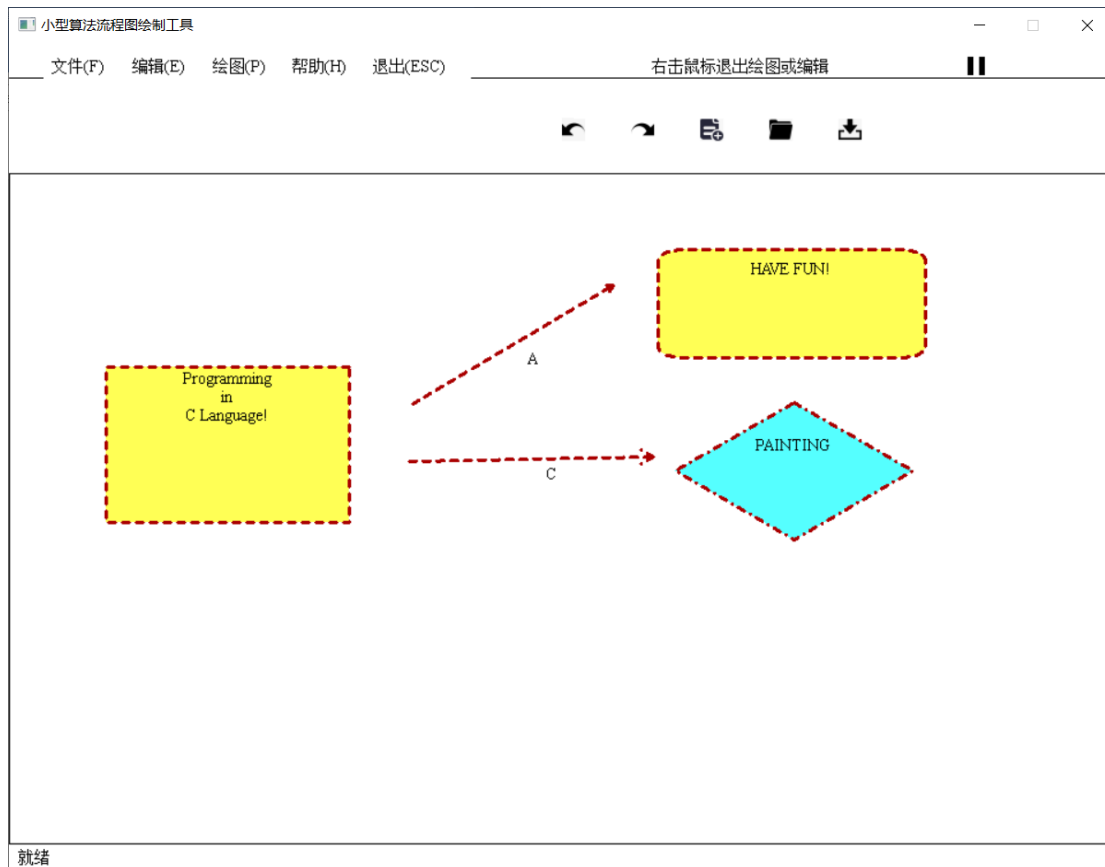 小型算法流程图绘制工具
文件(F) 编辑(E) 绘图(P) 帮助(H) 退出(ESC) 右击鼠标退出绘图或编辑
HAVE FUN!
A
Programming
in
C Language!
PAINTING
C
就绪